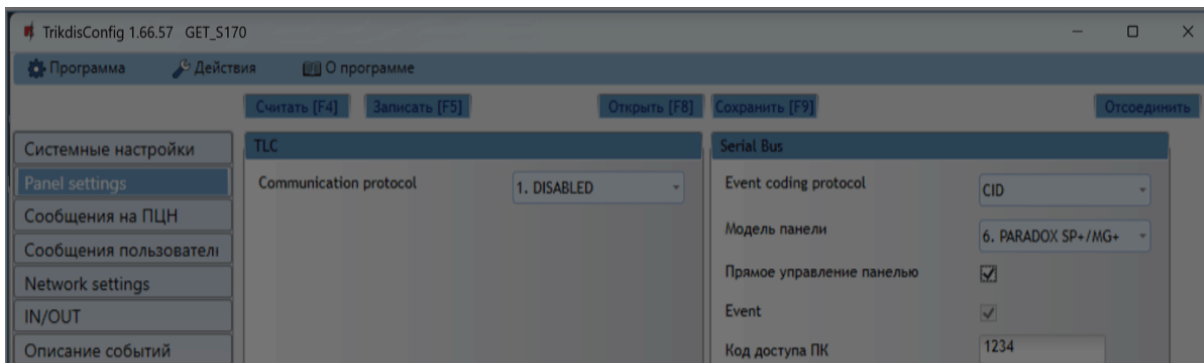 TrikdisConfig 1.66.57 GET_S170
Программа Действия О программе
Считать [F4] Записать [F5] Открыть [F8] Сохранить [F9] Отсоединить
Системные настройки
Panel settings
Сообщения на ПЦН
Сообщения пользовател
Network settings
IN/OUT
Описание событий
TLC
Communication protocol 1. DISABLED
Serial Bus
Event coding protocol CID
Модель панели 6. PARADOX SP+/MG+
Прямое управление панелью
Event
Код доступа ПК 1234